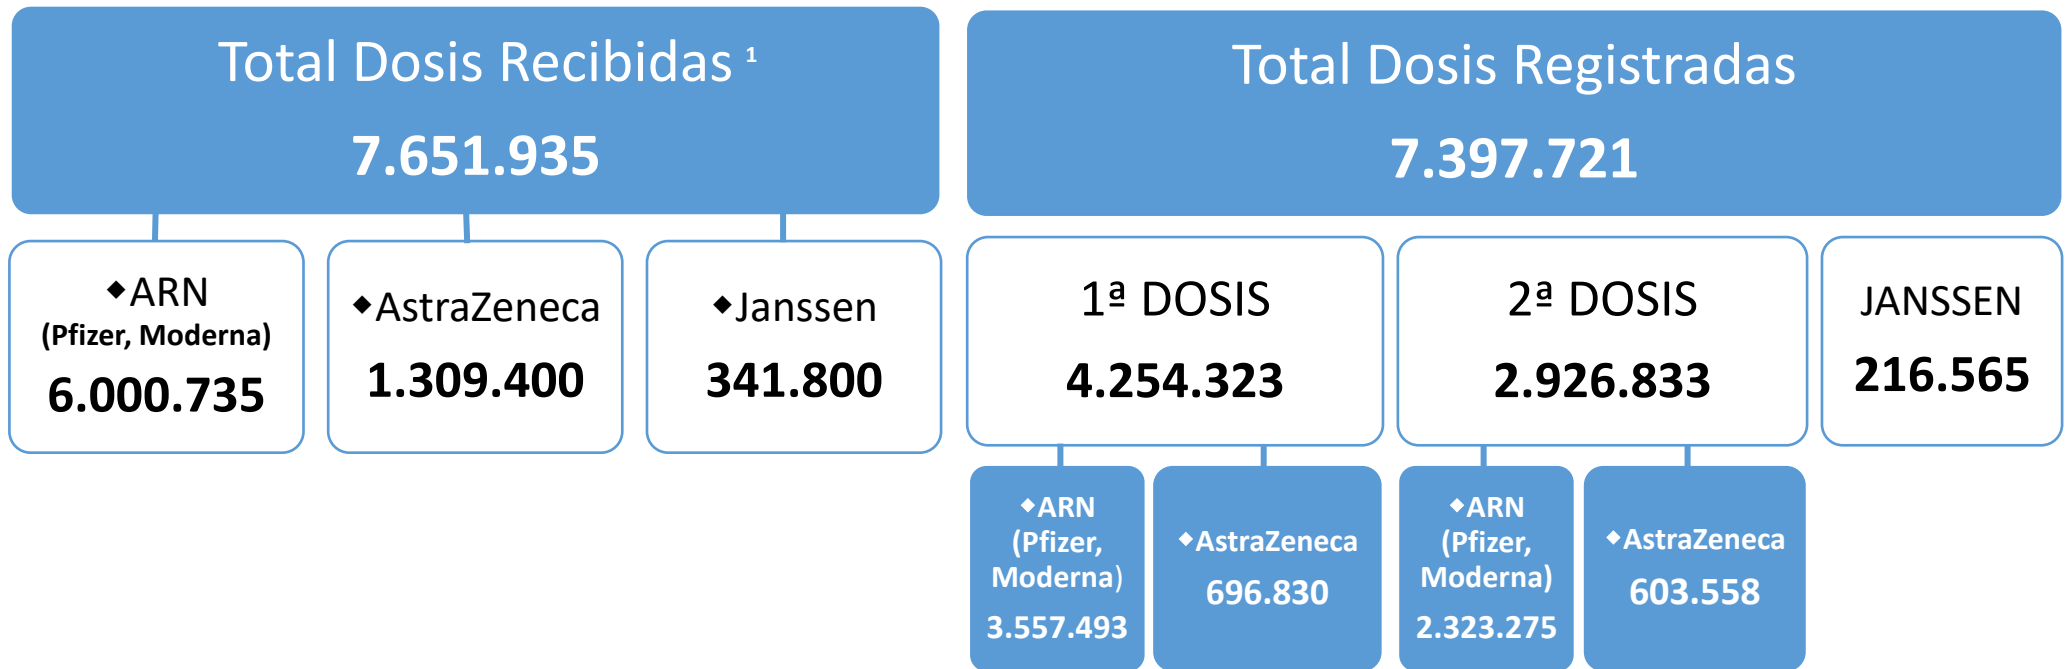 Total Dosis Recibidas ¹
7.651.935
◆ARN
(Pfizer, Moderna)
6.000.735
◆AstraZeneca
1.309.400
◆Janssen
341.800
Total Dosis Registradas
7.397.721
1ª DOSIS
4.254.323
◆ARN
(Pfizer,
Moderna)
3.557.493
◆AstraZeneca
696.830
2ª DOSIS
2.926.833
◆ARN
(Pfizer,
Moderna)
2.323.275
◆AstraZeneca
603.558
JANSSEN
216.565